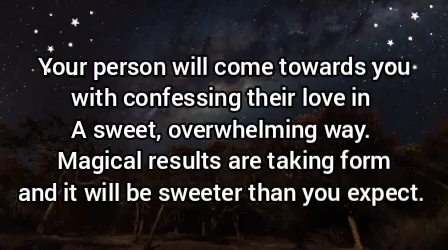 Your person will come towards you
with confessing their love in
A sweet, overwhelming way.
Magical results are taking form
and it will be sweeter than you expect.